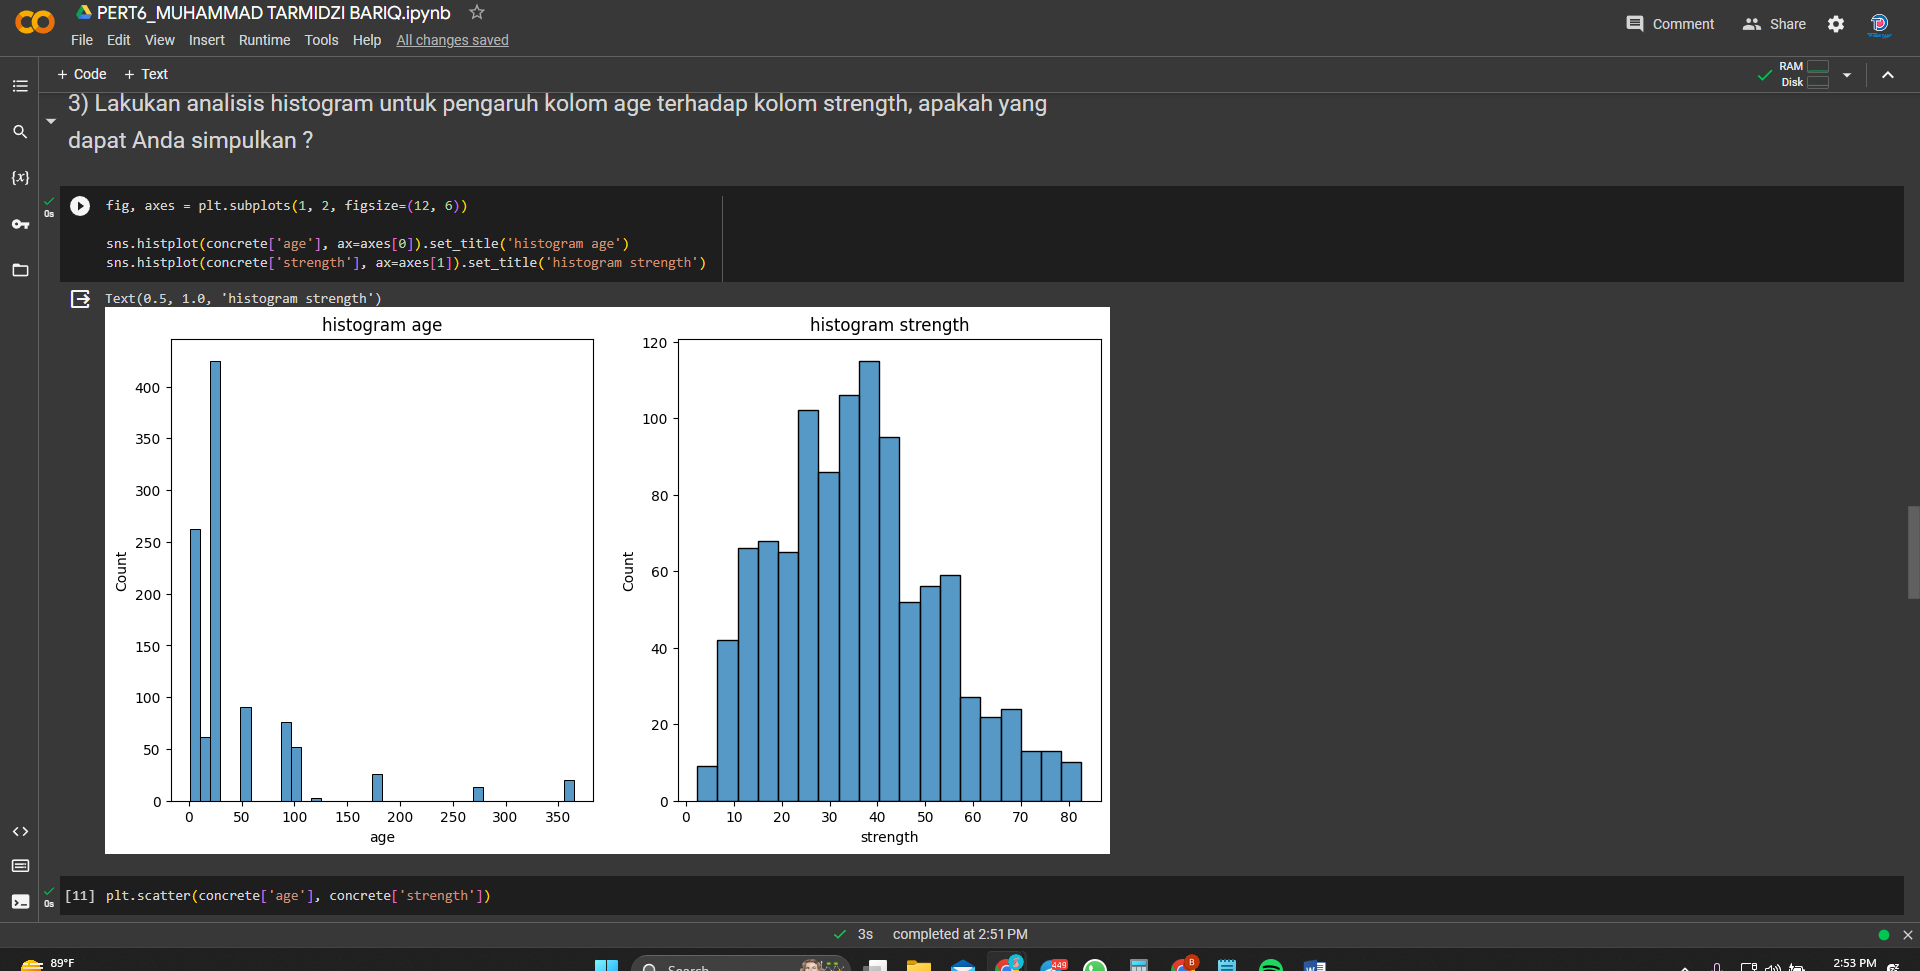 PERT6_MUHAMMAD TARMIDZI BARIQ.ipynb
File Edit View Insert Runtime Tools Help All changes saved
Comment Share
+ Code + Text
RAM
Disk
3) Lakukan analisis histogram untuk pengaruh kolom age terhadap kolom strength, apakah yang
dapat Anda simpulkan ?
{x}
0s
fig, axes = plt.subplots(1, 2, figsize=(12, 6))
sns.histplot(concrete['age'], ax=axes[0]).set_title('histogram age')
sns.histplot(concrete['strength'], ax=axes[1]).set_title('histogram strength')
Text(0.5, 1.0, 'histogram strength')
histogram age
400
350
300
250
200
150
100
50
0
Count
0 50 100 150 200 250 300 350
age
histogram strength
120
100
80
60
40
20
0
Count
0 10 20 30 40 50 60 70 80
strength
0s
[11] plt.scatter(concrete['age'], concrete['strength'])
3s completed at 2:51 PM
89°F
Search
449
B
2:53 PM